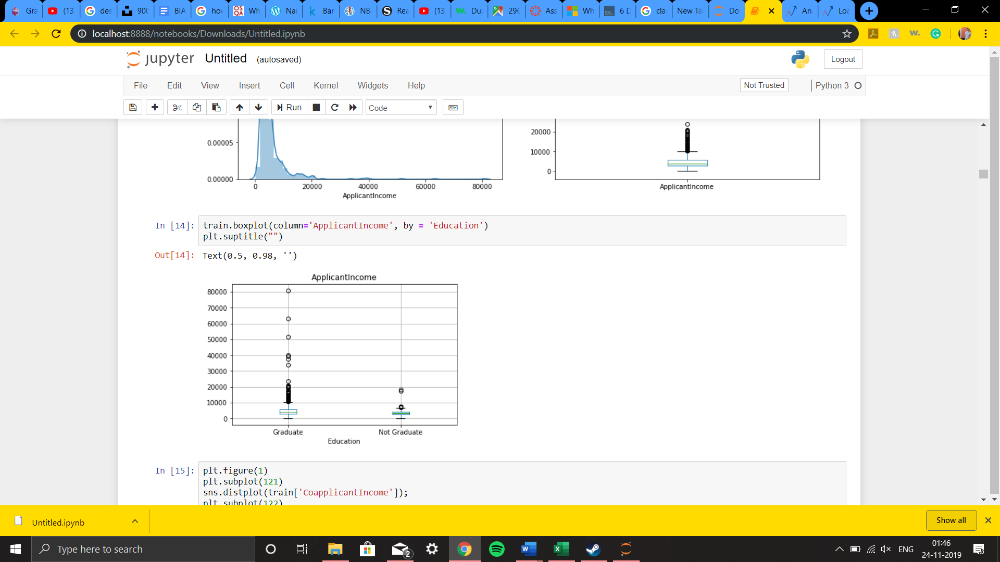 Gra (13 des 900 BIA hov Wh Nai Bar NB. Rea (13 Dua 296 Ass Wh 6 D cla New Ta Do An Loa
localhost:8888/notebooks/Downloads/Untitled.ipynb
jupyter Untitled (autosaved) Logout
File Edit View Insert Cell Kernel Widgets Help Not Trusted Python 3
Run Code
0.00005
0.00000
0 20000 40000 60000 80000
ApplicantIncome
20000
10000
0
ApplicantIncome
In [14]: train.boxplot(column='ApplicantIncome', by = 'Education')
plt.suptitle("")
Out[14]: Text(0.5, 0.98, '')
ApplicantIncome
80000
70000
60000
50000
40000
30000
20000
10000
0
Graduate Not Graduate
Education
In [15]: plt.figure(1)
plt.subplot(121)
sns.distplot(train['CoapplicantIncome']);
plt.subplot(122)
Untitled.ipynb Show all
Type here to search 2 ENG 01:46
24-11-2019